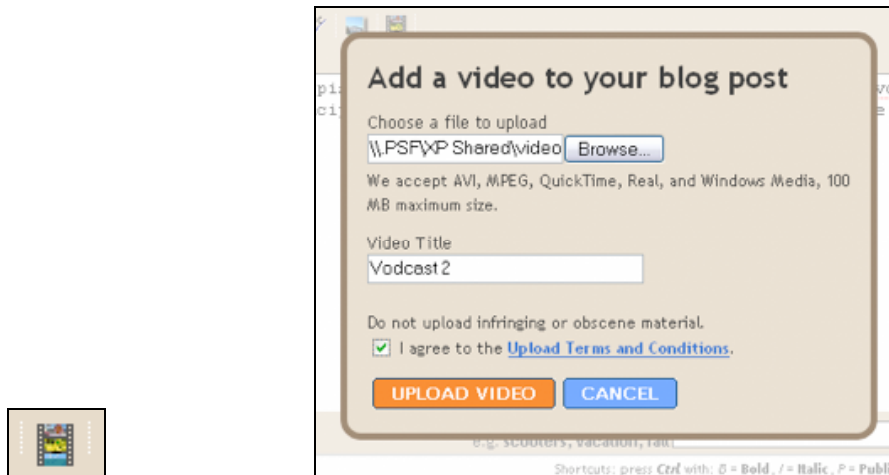 Add a video to your blog post
Choose a file to upload
\\.PSF\XP Shared\video Browse...
We accept AVI, MPEG, QuickTime, Real, and Windows Media, 100
MB maximum size.
Video Title
Vodcast 2
Do not upload infringing or obscene material.
I agree to the Upload Terms and Conditions.
UPLOAD VIDEO CANCEL
e.g. scooters, vacation, fall
Shortcuts: press Ctrl with: B = Bold, I = Italic, P = Publi